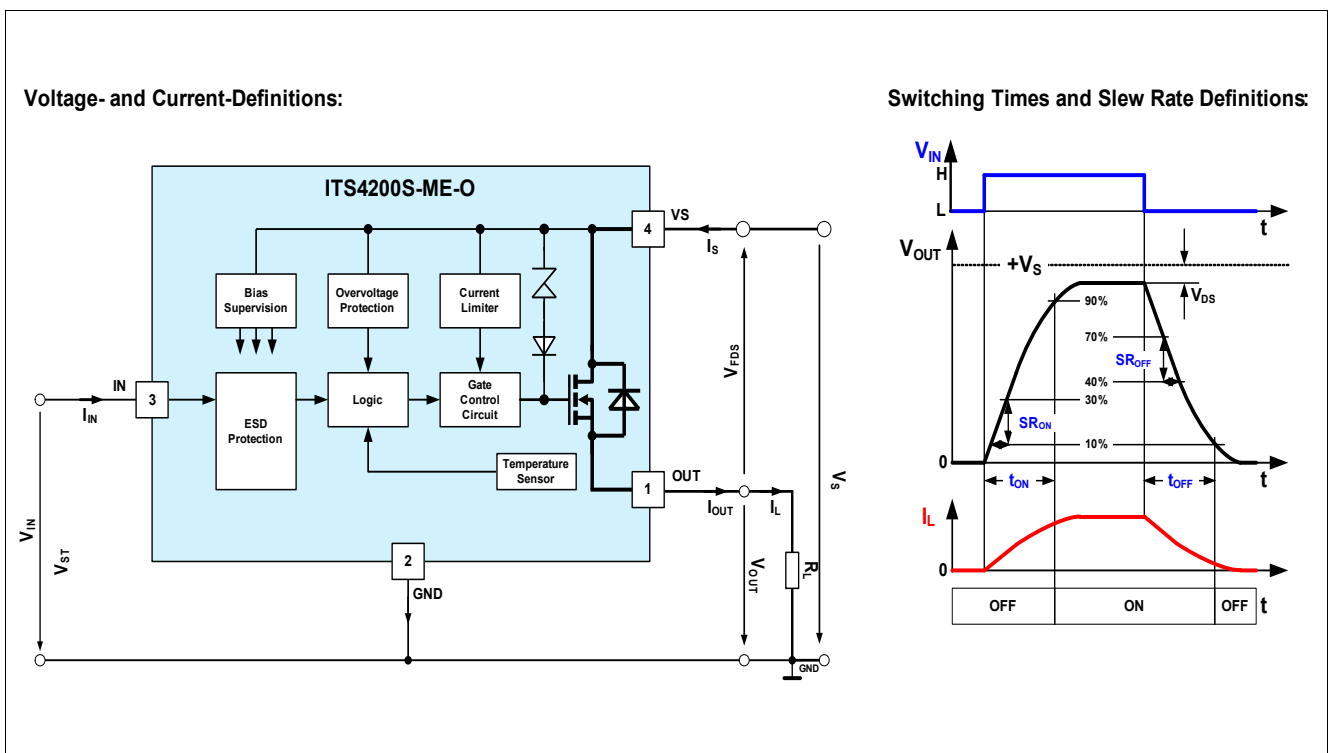 Voltage- and Current-Definitions:
Switching Times and Slew Rate Definitions:
ITS4200S-ME-O
VS
4
IS
Bias
Supervision
Overvoltage
Protection
Current
Limiter
IN
3
IIN
ESD
Protection
Logic
Gate
Control
Circuit
Temperature
Sensor
OUT
1
IOUT
IL
2
GND
VIN
VST
VFDS
VOUT
RL
VS
GND
VIN
H
L
t
VOUT
+VS
VDS
90%
70%
SROFF
40%
30%
SRON
10%
0
t
tON
tOFF
IL
0
OFF
ON
OFF
t